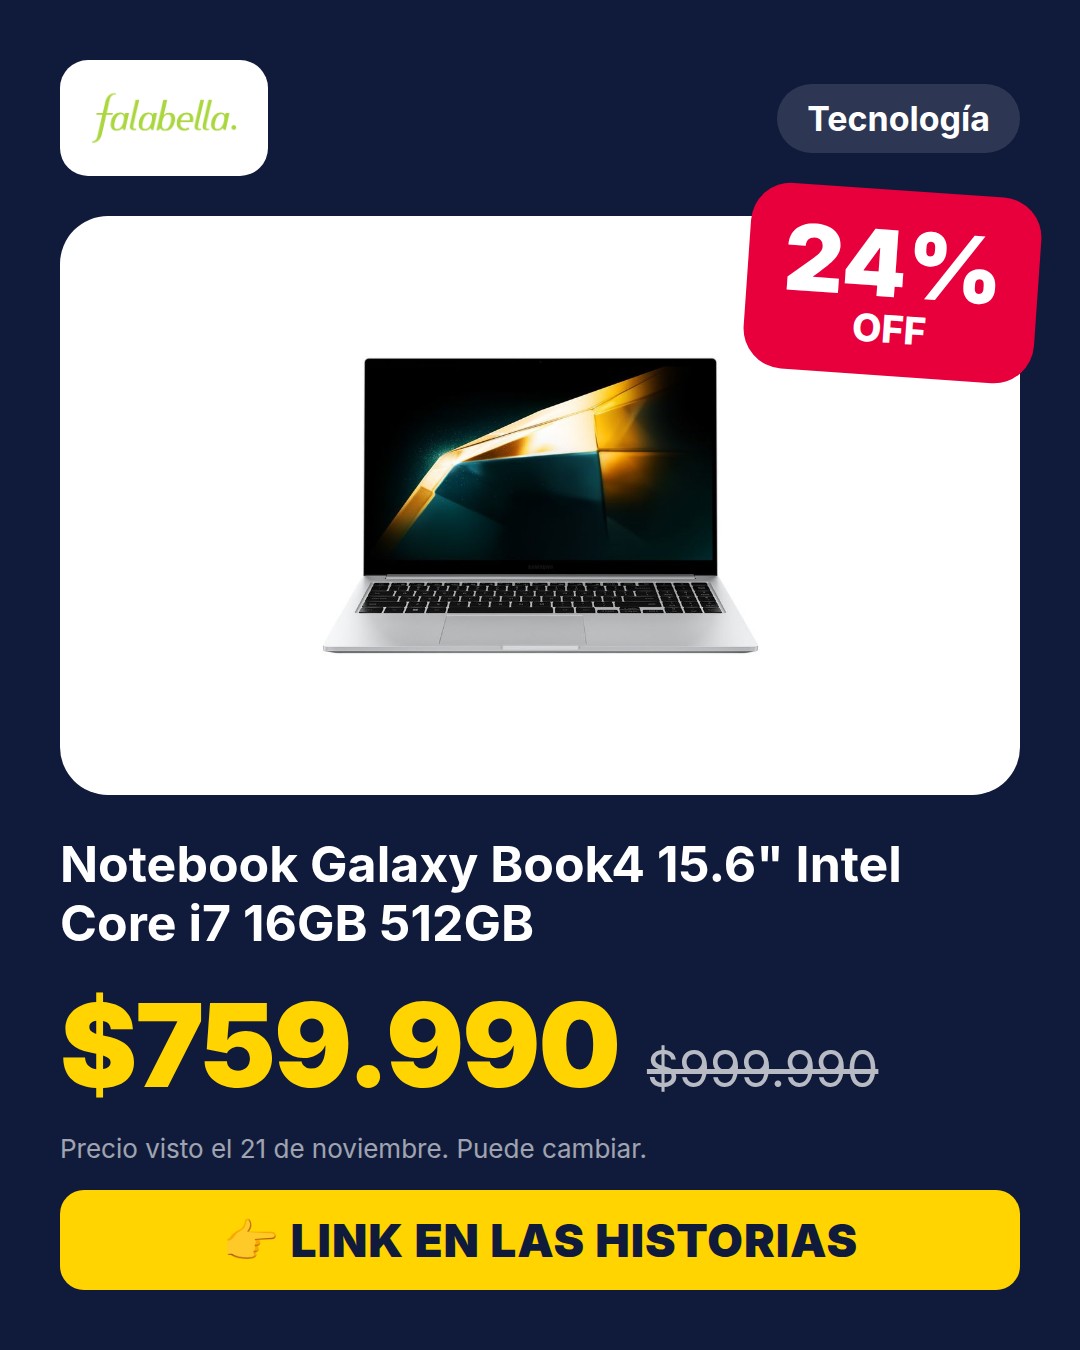 falabella.
Tecnología
24%
OFF
Notebook Galaxy Book4 15.6" Intel
Core i7 16GB 512GB
$759.990 $999.990
Precio visto el 21 de noviembre. Puede cambiar.
👉 LINK EN LAS HISTORIAS